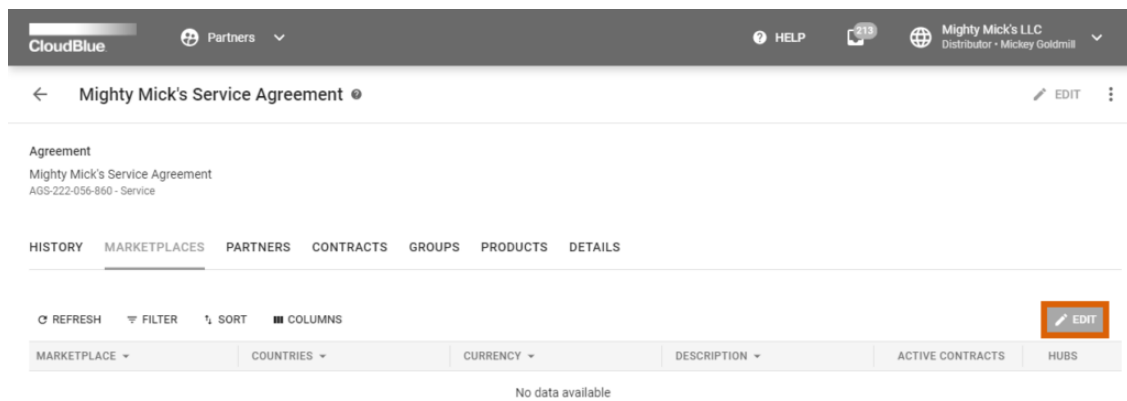 CloudBlue
Partners
HELP
213
Mighty Mick's LLC
Distributor • Mickey Goldmill
Mighty Mick's Service Agreement
EDIT
Agreement
Mighty Mick's Service Agreement
AGS-222-056-860 - Service
HISTORY MARKETPLACES PARTNERS CONTRACTS GROUPS PRODUCTS DETAILS
REFRESH FILTER SORT COLUMNS
EDIT
MARKETPLACE COUNTRIES CURRENCY DESCRIPTION ACTIVE CONTRACTS HUBS
No data available